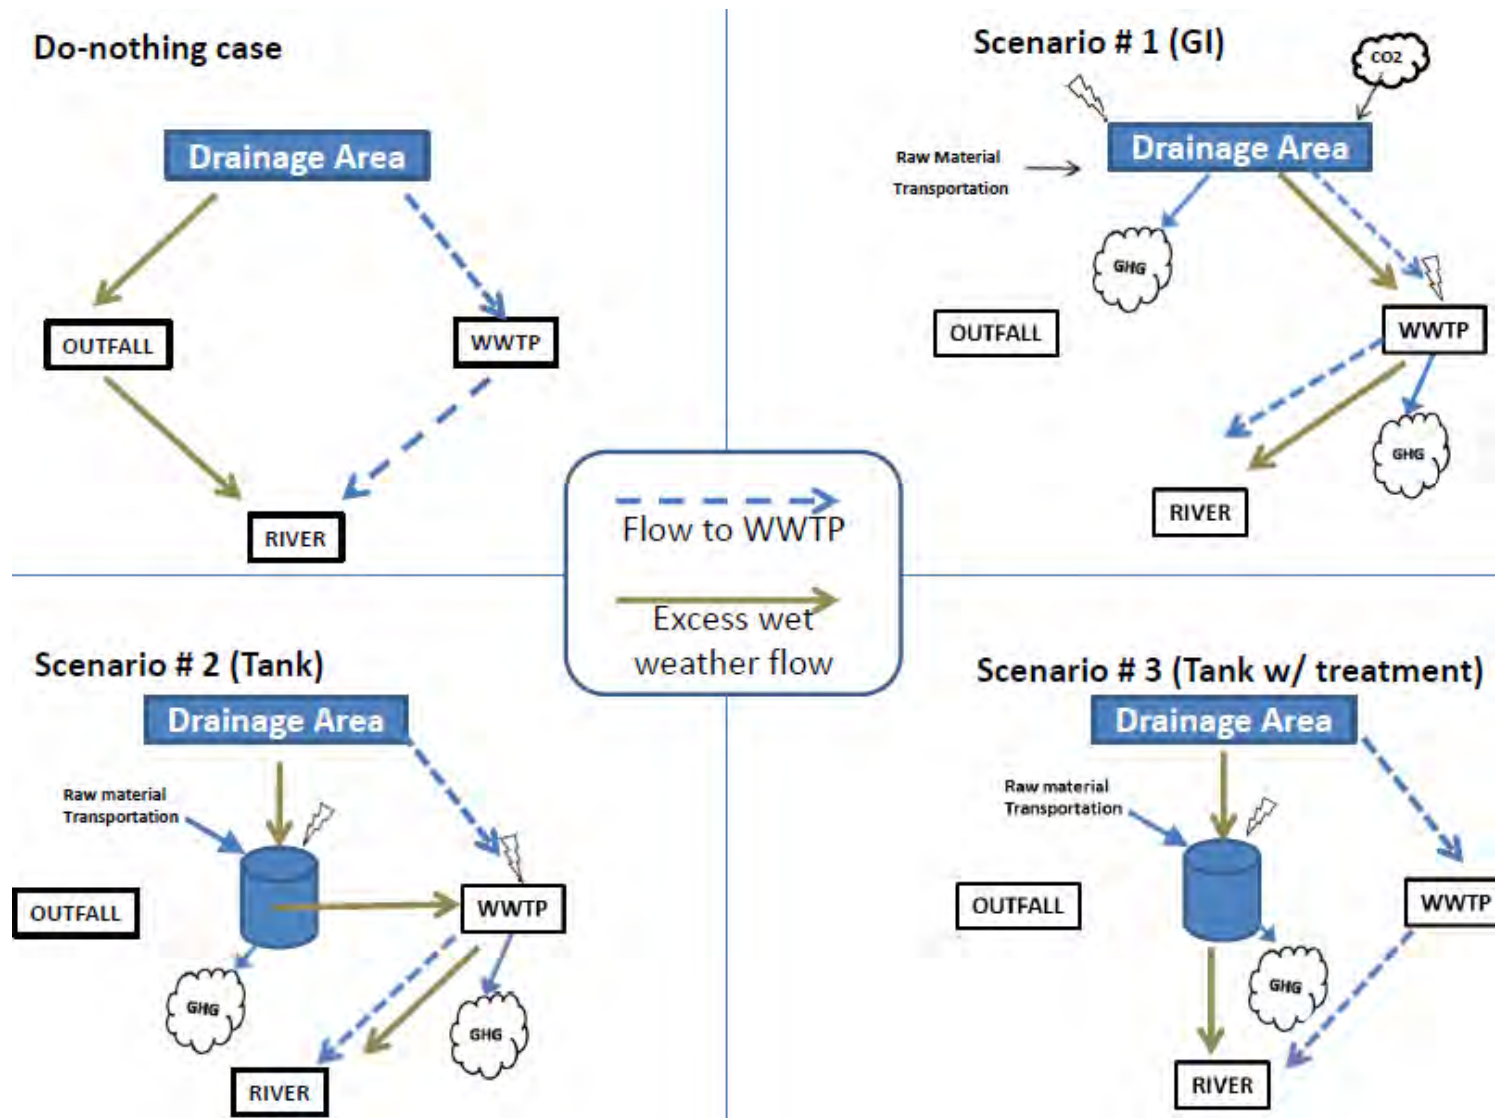 Do-nothing case
Drainage Area
OUTFALL
WWTP
RIVER
Scenario # 1 (GI)
CO2
Drainage Area
Raw Material
Transportation
GHG
OUTFALL
WWTP
GHG
RIVER
Flow to WWTP
Excess wet
weather flow
Scenario # 2 (Tank)
Drainage Area
Raw material
Transportation
OUTFALL
WWTP
GHG
GHG
RIVER
Scenario # 3 (Tank w/ treatment)
Drainage Area
Raw material
Transportation
OUTFALL
WWTP
GHG
RIVER